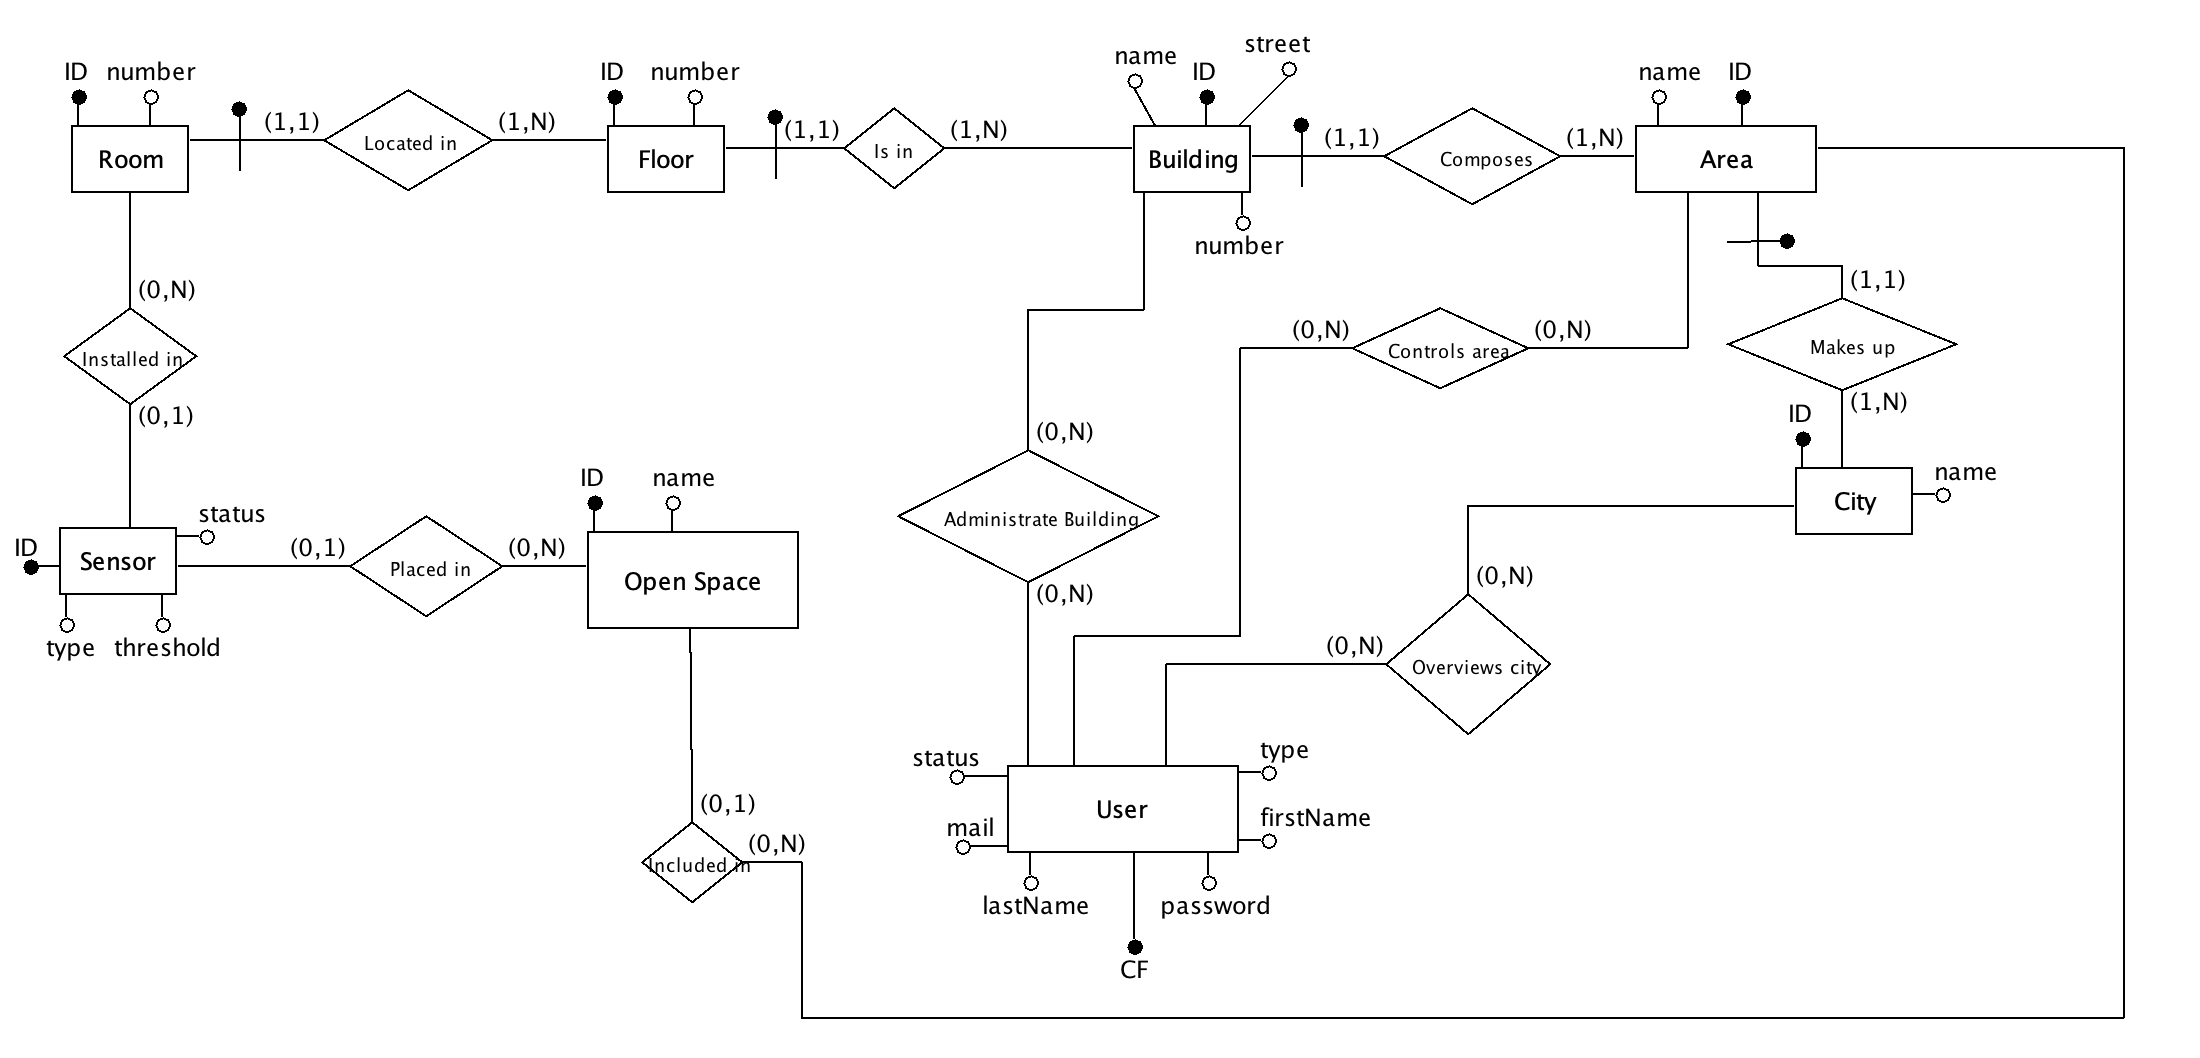 street
name
ID
ID number
ID number
name ID
(1,1)
Located in
(1,N)
(1,1)
Is in
(1,N)
(1,1)
Composes
(1,N)
Room
Floor
Building
Area
number
(0,N)
Installed in
(0,1)
(1,1)
Makes up
(1,N)
(0,N)
Controls area
(0,N)
ID
name
City
(0,N)
Administrate Building
(0,N)
ID name
Open Space
status
ID
Sensor
type threshold
(0,1)
Placed in
(0,N)
(0,N)
Overviews city
(0,N)
status
type
User
mail
firstName
lastName
password
CF
(0,1)
Included in
(0,N)